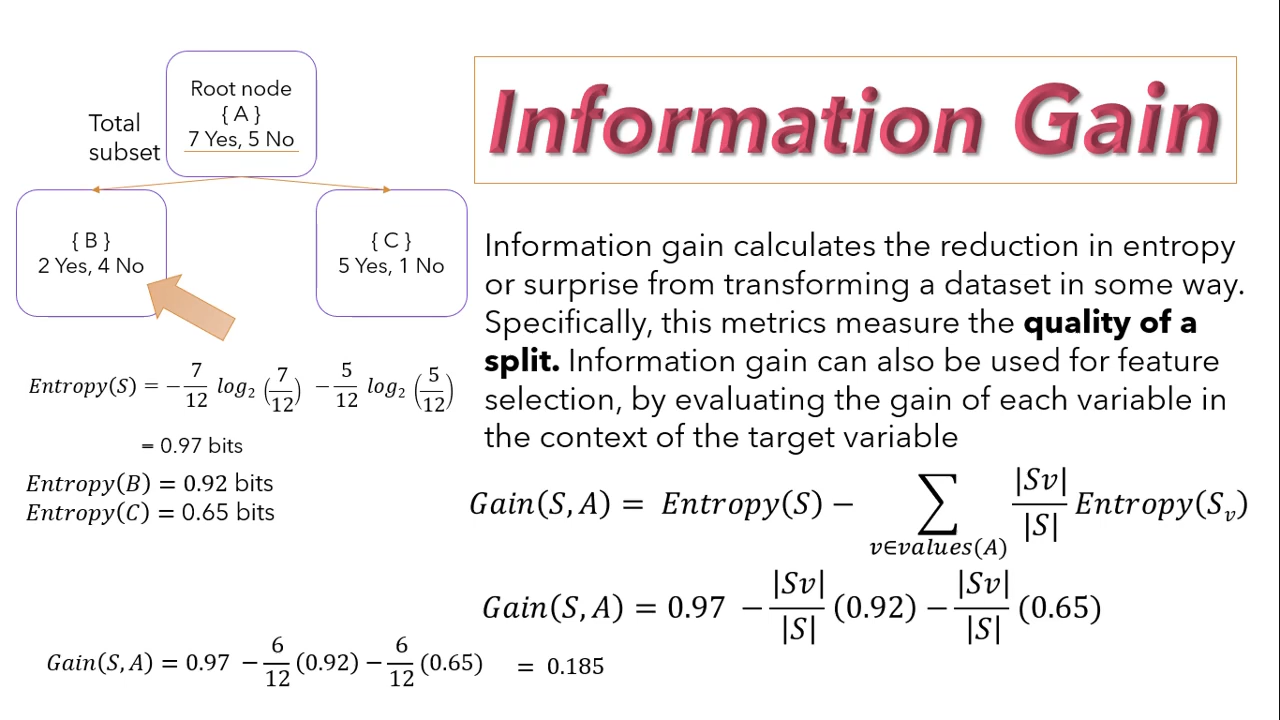 Information Gain
Root node
{ A }
7 Yes, 5 No
Total
subset
{ B }
2 Yes, 4 No
{ C }
5 Yes, 1 No
Entropy(S) = −7/12 log₂ (7/12) −5/12 log₂ (5/12)
= 0.97 bits
Entropy(B) = 0.92 bits
Entropy(C) = 0.65 bits
Information gain calculates the reduction in entropy
or surprise from transforming a dataset in some way.
Specifically, this metrics measure the quality of a
split. Information gain can also be used for feature
selection, by evaluating the gain of each variable in
the context of the target variable
Gain(S, A) = Entropy(S) − ∑ v∈values(A) |Sv|/|S| Entropy(Sᵥ)
Gain(S, A) = 0.97 −|Sv|/|S| (0.92) − |Sv|/|S| (0.65)
Gain(S, A) = 0.97 −6/12 (0.92) − 6/12 (0.65) = 0.185